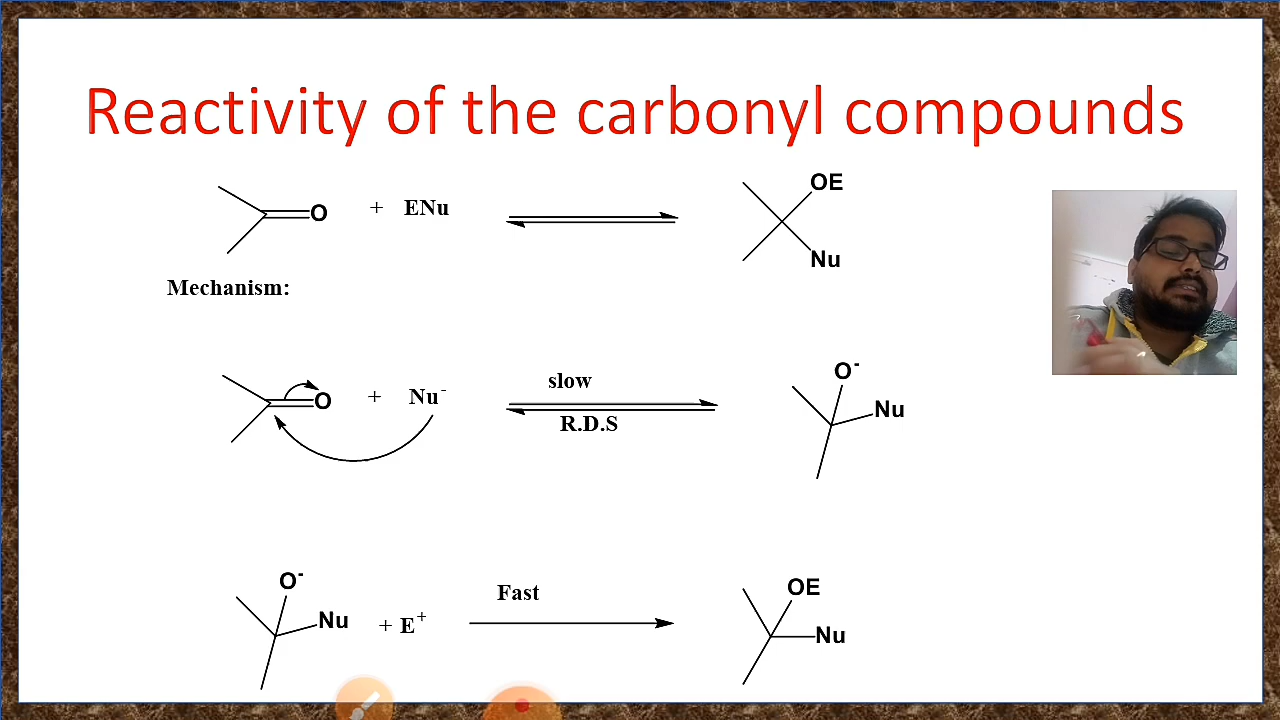 Reactivity of the carbonyl compounds
O + ENu OE
Nu
Mechanism:
O + Nu⁻ slow O⁻
R.D.S Nu
O⁻ Fast OE
Nu + E⁺ Nu